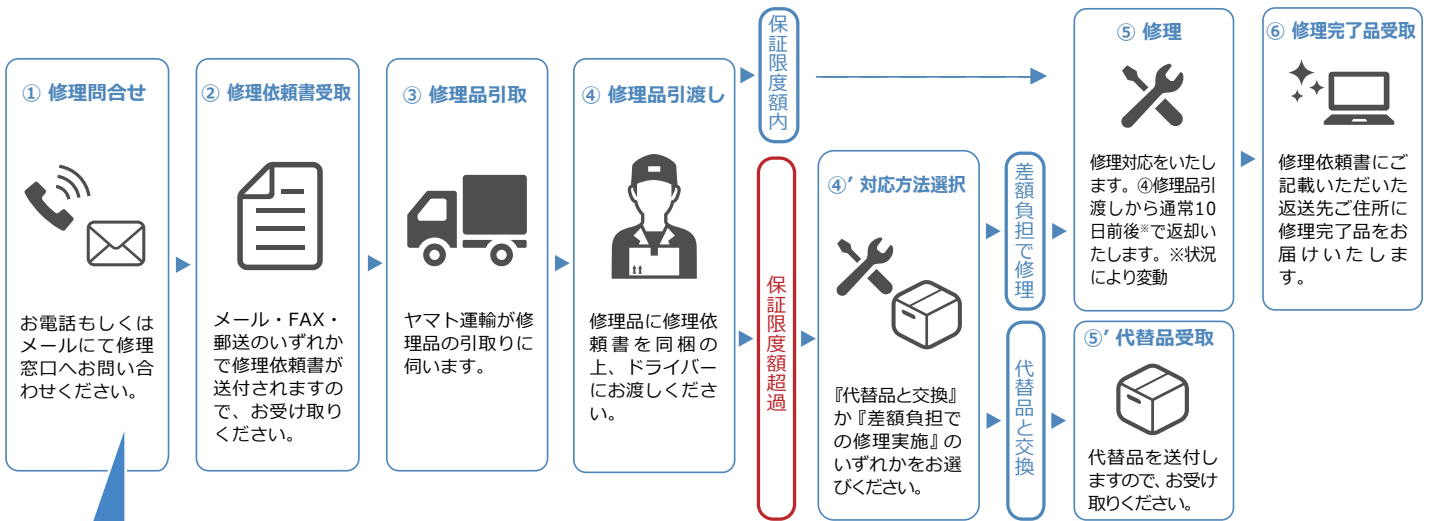 ① 修理問合せ
お電話もしくは
メールにて修理
窓口へお問い合
わせください。
② 修理依頼書受取
メール・FAX・
郵送のいずれか
で修理依頼書が
送付されますの
で、お受け取り
ください。
③ 修理品引取
ヤマト運輸が修
理品の引取りに
伺います。
④ 修理品引渡し
修理品に修理依
頼書を同梱の
上、ドライバー
にお渡しくださ
い。
保証限度額内
保証限度額超過
④’ 対応方法選択
『代替品と交換』
か『差額負担で
の修理実施』の
いずれかをお選
びください。
差額負担で修理
代替品と交換
⑤ 修理
修理対応をいたし
ます。④修理品引
渡しから通常10
日前後※で返却い
たします。※状況
により変動
⑤’ 代替品受取
代替品を送付し
ますので、お受け
取りください。
⑥ 修理完了品受取
修理依頼書にご
記載いただいた
返送先ご住所に
修理完了品をお
届けいたしま
す。